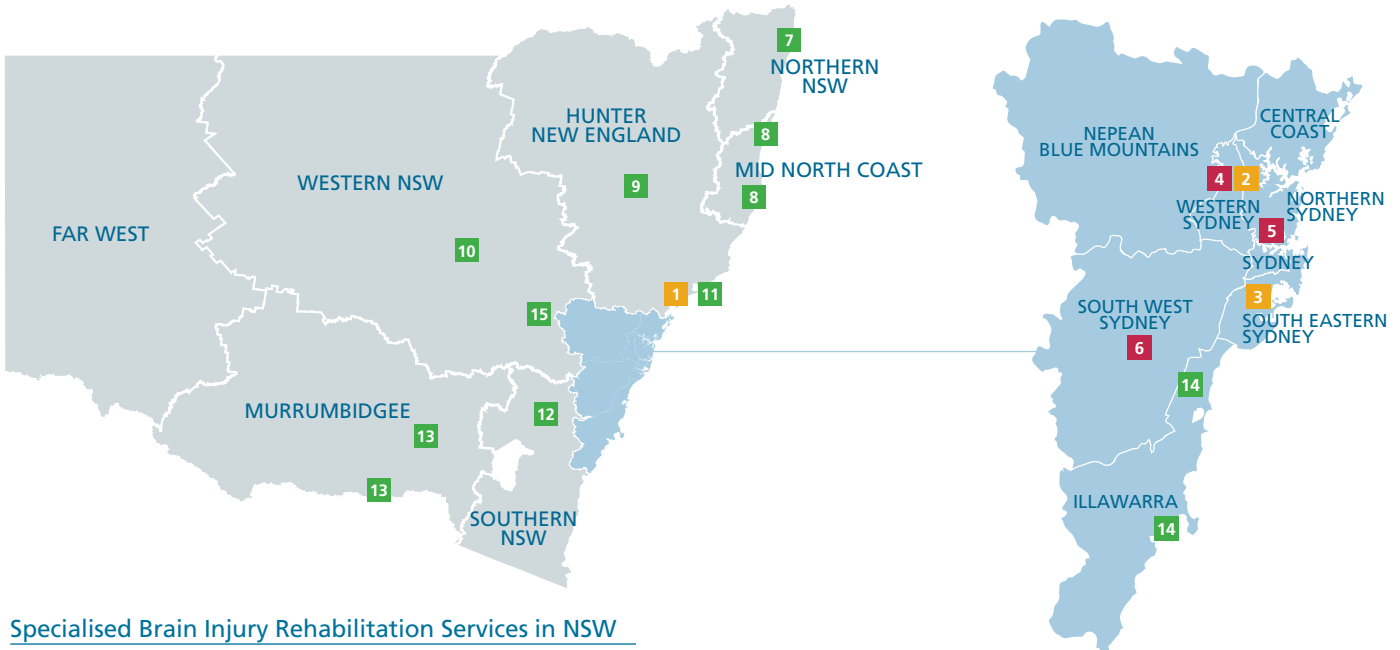 7
NORTHERN
NSW
HUNTER
NEW ENGLAND
8
MID NORTH COAST
9
8
WESTERN NSW
FAR WEST
10
1
11
15
MURRUMBIDGEE
12
13
13
SOUTHERN
NSW
CENTRAL
COAST
NEPEAN
BLUE MOUNTAINS
4
2
WESTERN
SYDNEY
NORTHERN
SYDNEY
5
SYDNEY
3
SOUTH WEST
SYDNEY
SOUTH EASTERN
SYDNEY
6
14
ILLAWARRA
14
Specialised Brain Injury Rehabilitation Services in NSW